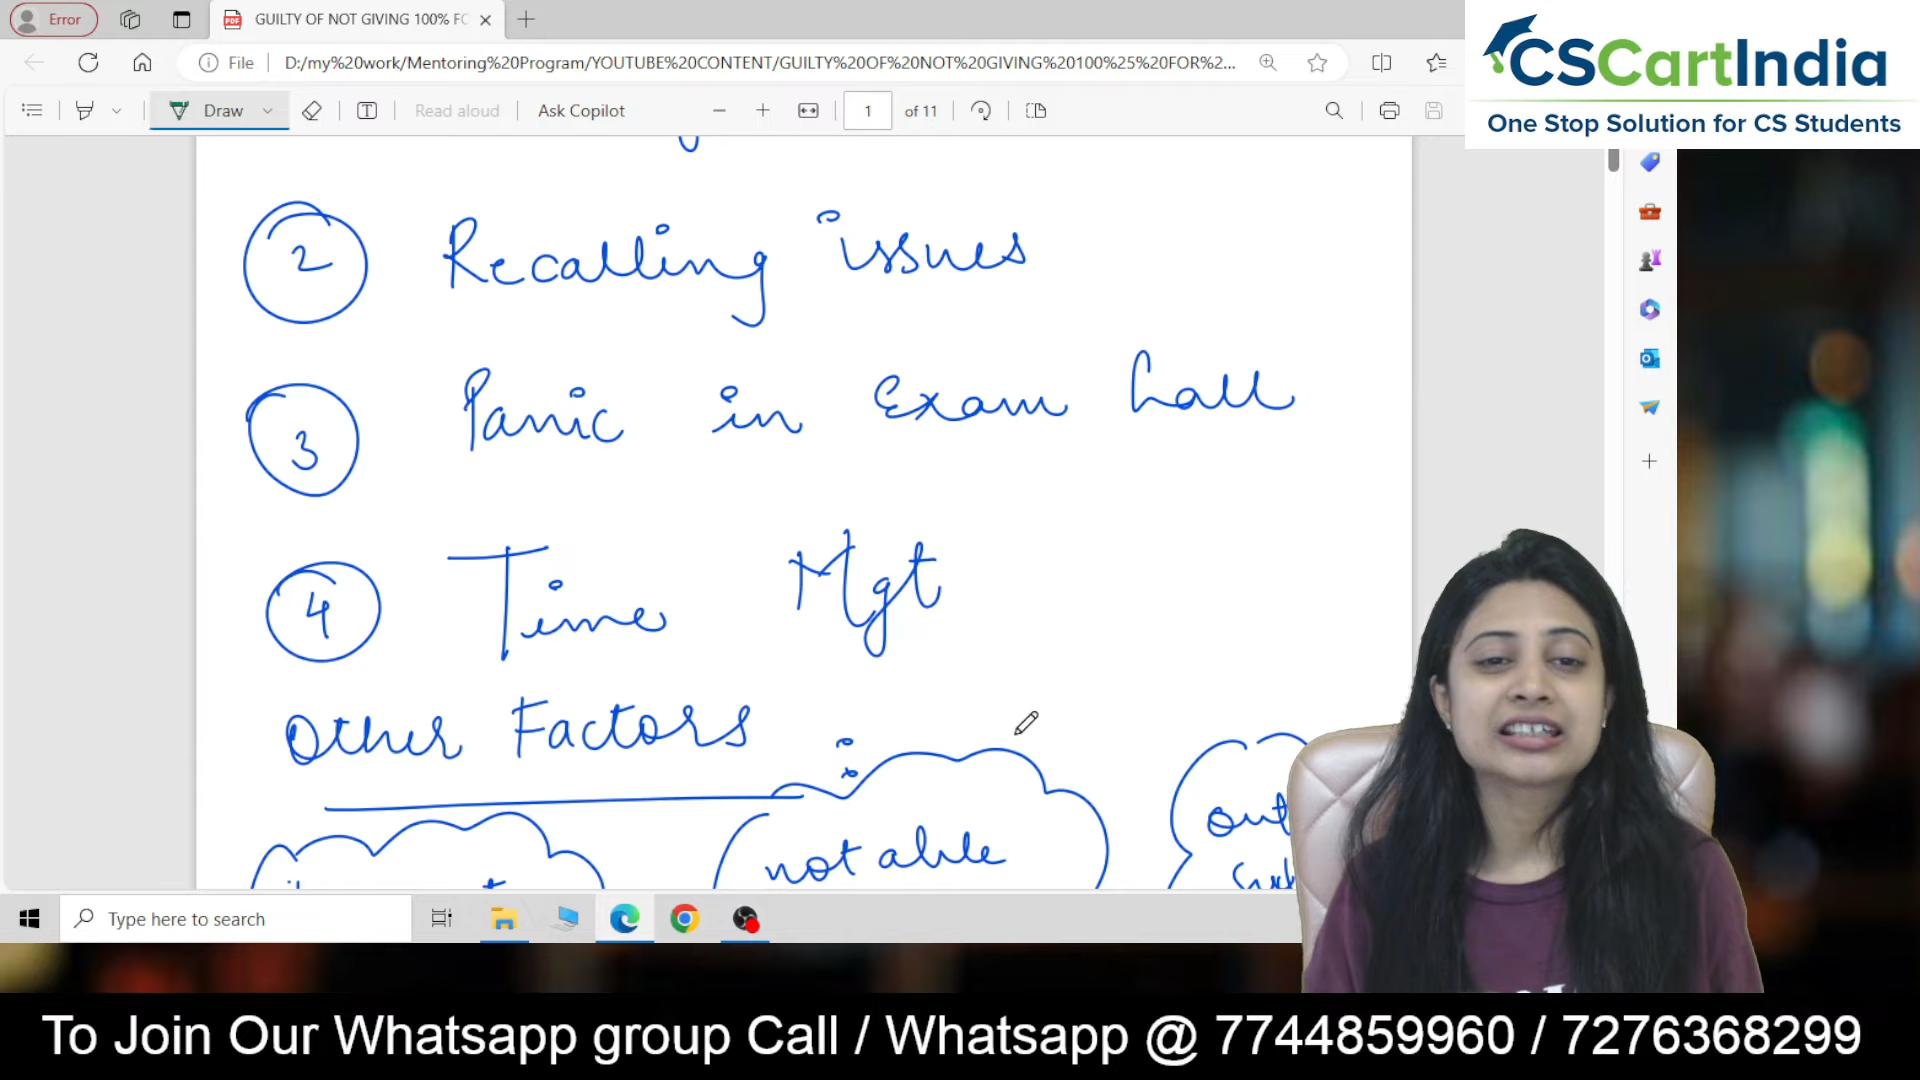 Error
GUILTY OF NOT GIVING 100% FO
File
D:/my%20work/Mentoring%20Program/YOUTUBE%20CONTENT/GUILTY%20OF%20NOT%20GIVING%20100%25%20FOR%2...
Draw
Read aloud
Ask Copilot
1
of 11
CSCartIndia
One Stop Solution for CS Students
2 Recalling issues
3 Panic in Exam hall
4 Time Mgt
Other Factors :
not able
out
Type here to search
To Join Our Whatsapp group Call / Whatsapp @ 7744859960 / 7276368299